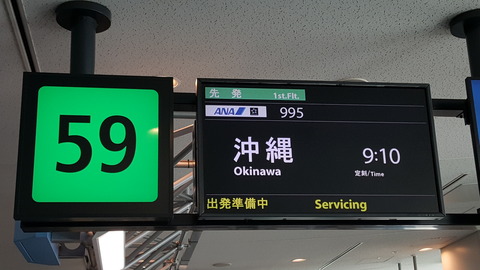 59
先発 1st.Flt.
ANA 995
沖縄 9:10
Okinawa 定刻/Time
出発準備中 Servicing